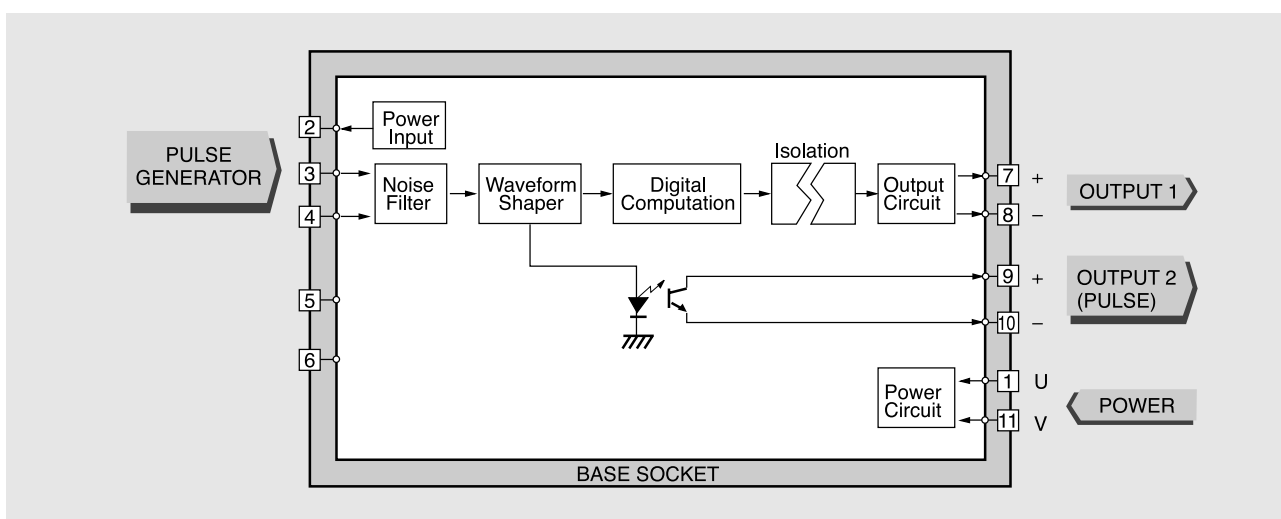 PULSE
GENERATOR
2
3
4
5
6
Power
Input
Noise
Filter
Waveform
Shaper
Digital
Computation
Isolation
Output
Circuit
7 +
8 −
OUTPUT 1
9 +
10 −
OUTPUT 2
(PULSE)
Power
Circuit
1 U
11 V
POWER
BASE SOCKET